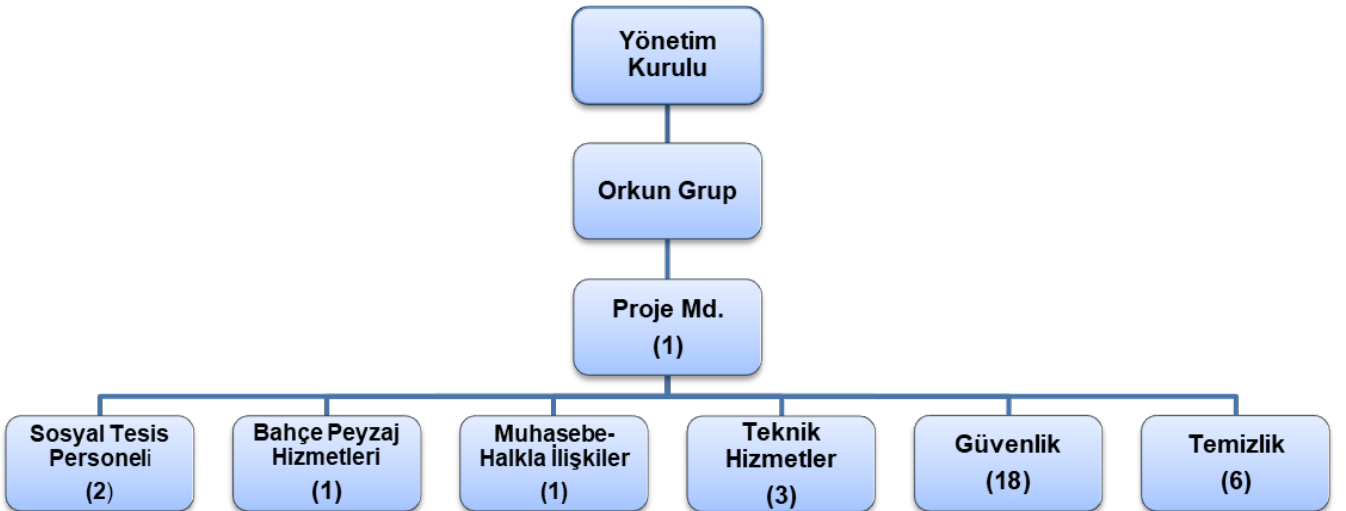 Yönetim
Kurulu
Orkun Grup
Proje Md.
(1)
Sosyal Tesis
Personeli
(2)
Bahçe Peyzaj
Hizmetleri
(1)
Muhasebe-
Halkla İlişkiler
(1)
Teknik
Hizmetler
(3)
Güvenlik
(18)
Temizlik
(6)